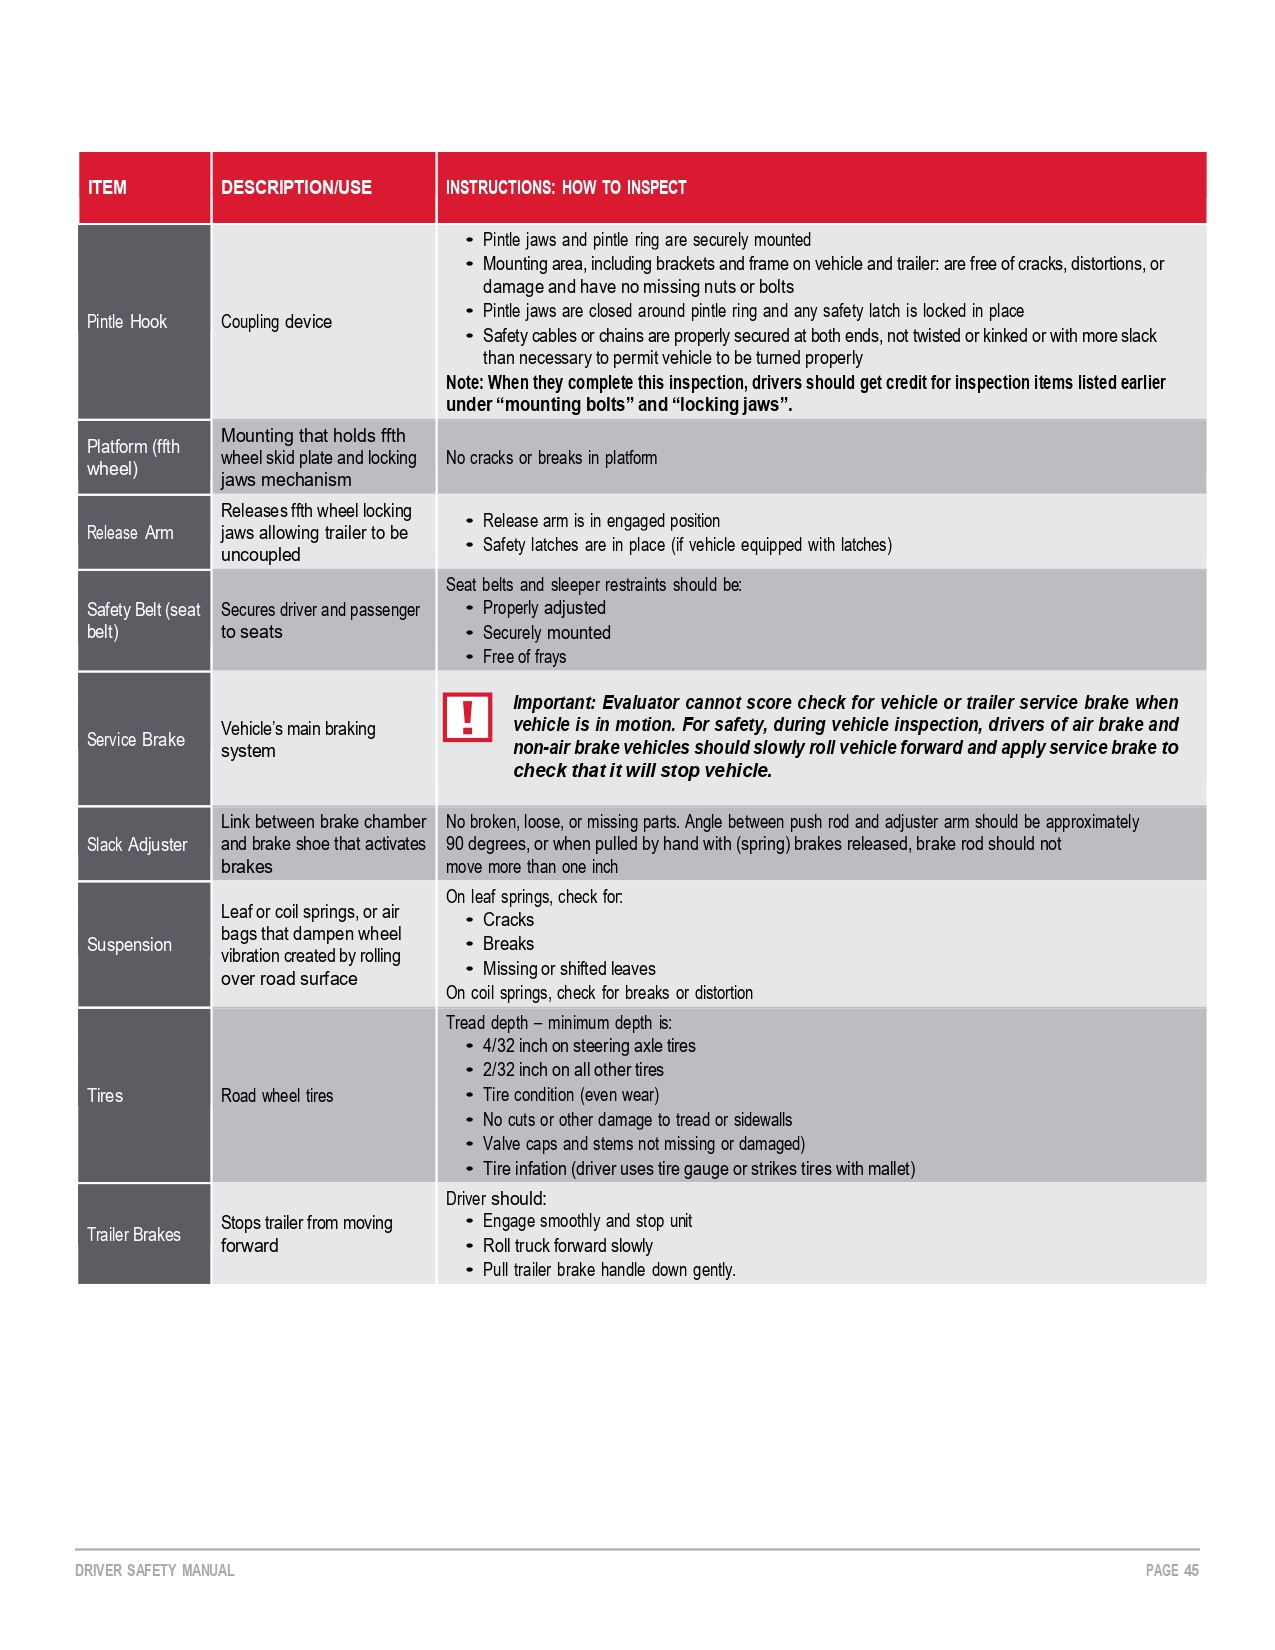 ITEM
DESCRIPTION/USE
INSTRUCTIONS: HOW TO INSPECT
Pintle Hook
Coupling device
• Pintle jaws and pintle ring are securely mounted
• Mounting area, including brackets and frame on vehicle and trailer: are free of cracks, distortions, or
damage and have no missing nuts or bolts
• Pintle jaws are closed around pintle ring and any safety latch is locked in place
• Safety cables or chains are properly secured at both ends, not twisted or kinked or with more slack
than necessary to permit vehicle to be turned properly
Note: When they complete this inspection, drivers should get credit for inspection items listed earlier
under “mounting bolts” and “locking jaws”.
Platform (ffth
wheel)
Mounting that holds ffth
wheel skid plate and locking
jaws mechanism
No cracks or breaks in platform
Release Arm
Releases ffth wheel locking
jaws allowing trailer to be
uncoupled
• Release arm is in engaged position
• Safety latches are in place (if vehicle equipped with latches)
Safety Belt (seat
belt)
Secures driver and passenger
to seats
Seat belts and sleeper restraints should be:
• Properly adjusted
• Securely mounted
• Free of frays
Service Brake
Vehicle’s main braking
system
!
Important: Evaluator cannot score check for vehicle or trailer service brake when
vehicle is in motion. For safety, during vehicle inspection, drivers of air brake and
non-air brake vehicles should slowly roll vehicle forward and apply service brake to
check that it will stop vehicle.
Slack Adjuster
Link between brake chamber
and brake shoe that activates
brakes
No broken, loose, or missing parts. Angle between push rod and adjuster arm should be approximately
90 degrees, or when pulled by hand with (spring) brakes released, brake rod should not
move more than one inch
Suspension
Leaf or coil springs, or air
bags that dampen wheel
vibration created by rolling
over road surface
On leaf springs, check for:
• Cracks
• Breaks
• Missing or shifted leaves
On coil springs, check for breaks or distortion
Tires
Road wheel tires
Tread depth – minimum depth is:
• 4/32 inch on steering axle tires
• 2/32 inch on all other tires
• Tire condition (even wear)
• No cuts or other damage to tread or sidewalls
• Valve caps and stems not missing or damaged)
• Tire infation (driver uses tire gauge or strikes tires with mallet)
Trailer Brakes
Stops trailer from moving
forward
Driver should:
• Engage smoothly and stop unit
• Roll truck forward slowly
• Pull trailer brake handle down gently.
DRIVER SAFETY MANUAL
PAGE 45